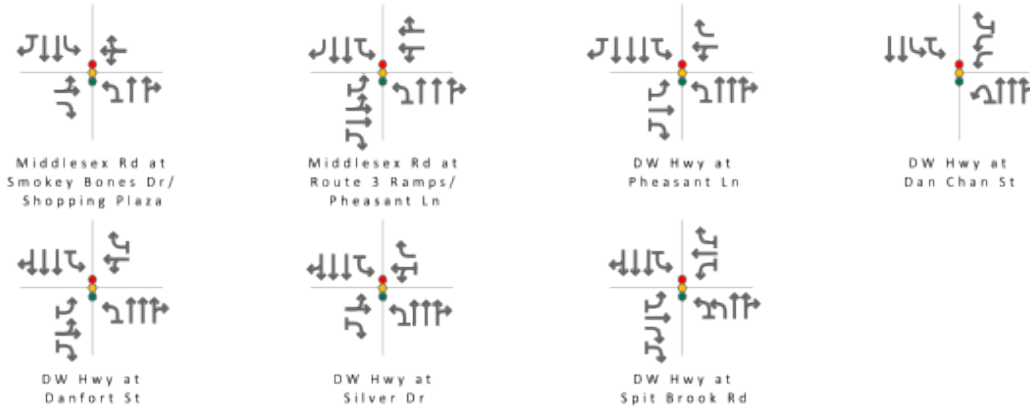 Middlesex Rd at
Smokey Bones Dr/
Shopping Plaza
Middlesex Rd at
Route 3 Ramps/
Pheasant Ln
DW Hwy at
Pheasant Ln
DW Hwy at
Dan Chan St
DW Hwy at
Danfort St
DW Hwy at
Silver Dr
DW Hwy at
Spit Brook Rd